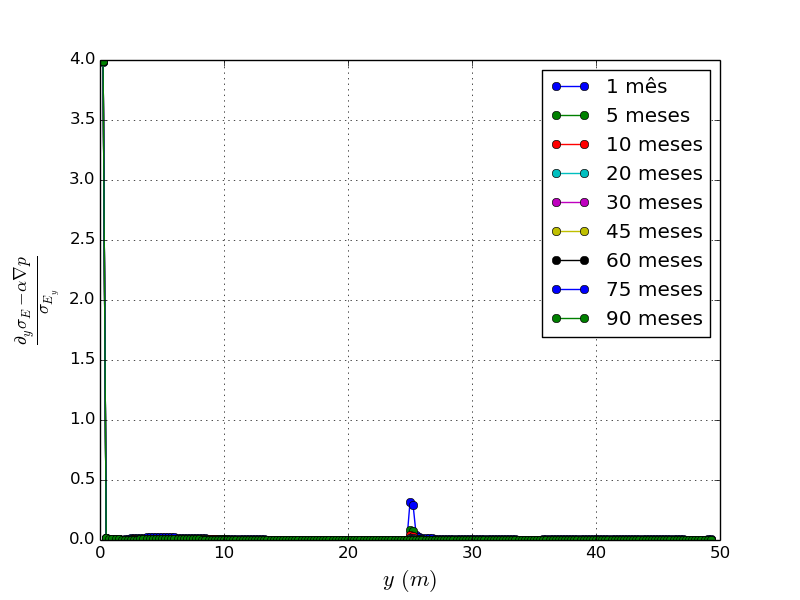 4.0
3.5
3.0
2.5
2.0
1.5
1.0
0.5
0.0
0 10 20 30 40 50
y (m)
∂yσE−α∇p
σEy
1 mês
5 meses
10 meses
20 meses
30 meses
45 meses
60 meses
75 meses
90 meses